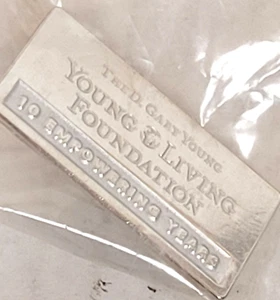 THE D. GARY YOUNG
YOUNG LIVING
FOUNDATION
10 EMPOWERING YEARS